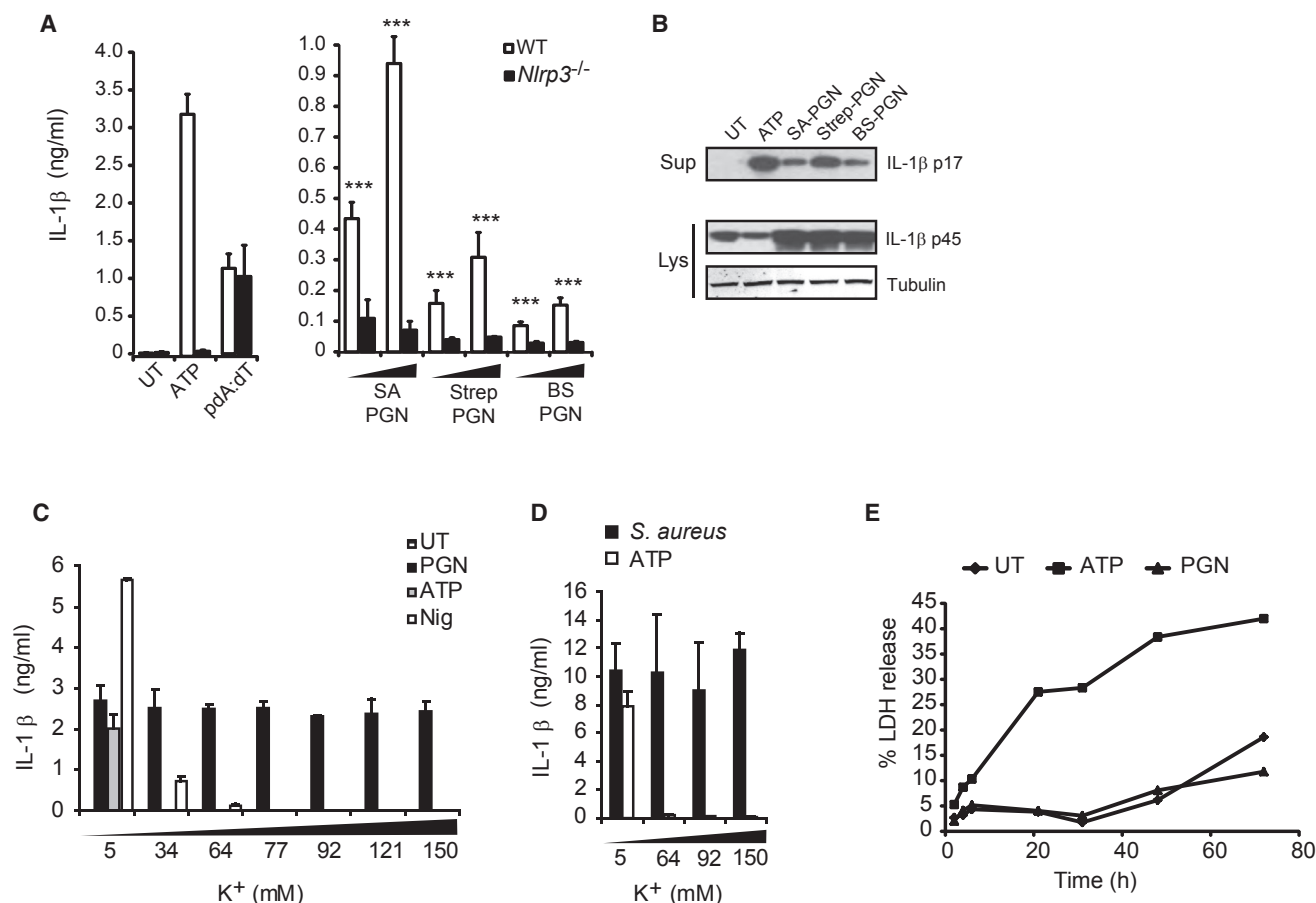 A
IL-1β (ng/ml)
4.0
3.5
3.0
2.5
2.0
1.5
1.0
0.5
0
UT
ATP
pdA:dT
1.0
0.9
0.8
0.7
0.6
0.5
0.4
0.3
0.2
0.1
0
***
***
***
***
***
***
WT
Nlrp3-/-
SA
PGN
Strep
PGN
BS
PGN
B
UT
ATP
SA-PGN
Strep-PGN
BS-PGN
Sup
IL-1β p17
Lys
IL-1β p45
Tubulin
C
UT
PGN
ATP
Nig
IL-1 β (ng/ml)
6
5
4
3
2
1
0
5 34 64 77 92 121 150
K+ (mM)
D
S. aureus
ATP
IL-1 β (ng/ml)
16
14
12
10
8
6
4
2
0
5 64 92 150
K+ (mM)
E
UT ATP PGN
% LDH release
45
40
35
30
25
20
15
10
5
0
0 20 40 60 80
Time (h)